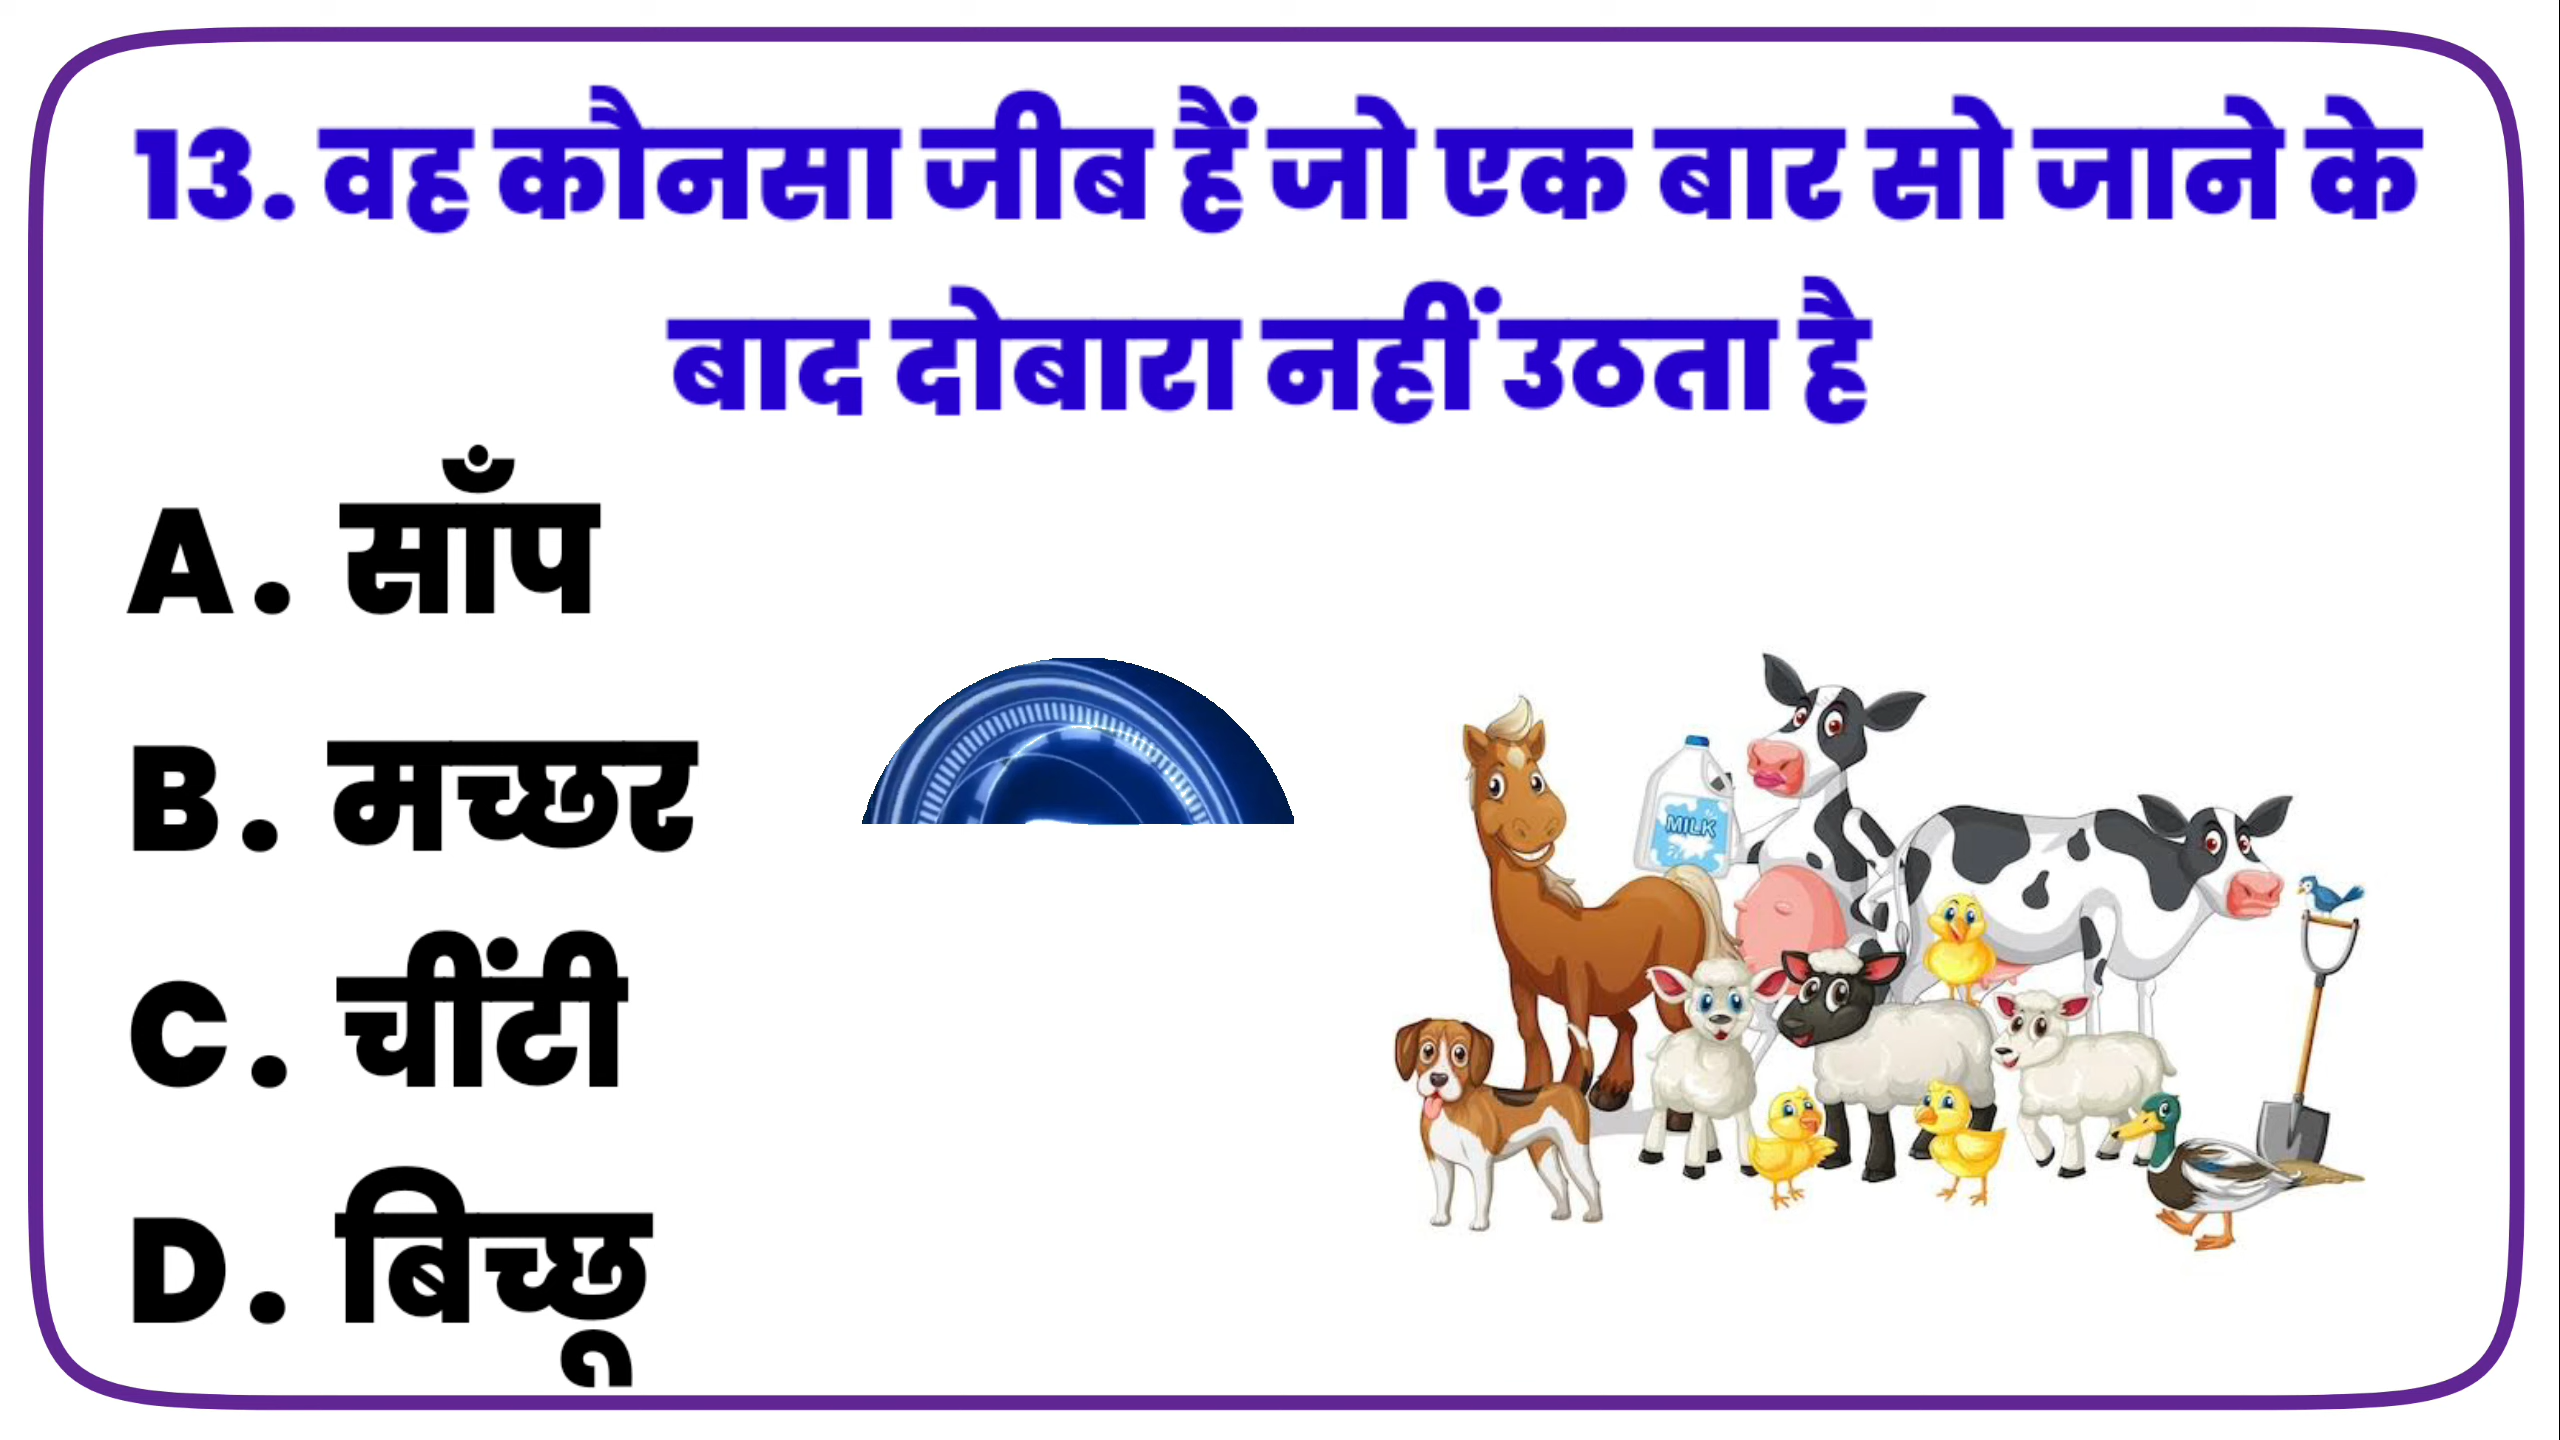 13. वह कौनसा जीब हैं जो एक बार सो जाने के
बाद दोबारा नहीं उठता है
A. साँप
B. मच्छर
MILK
C. चींटी
D. बिच्छू